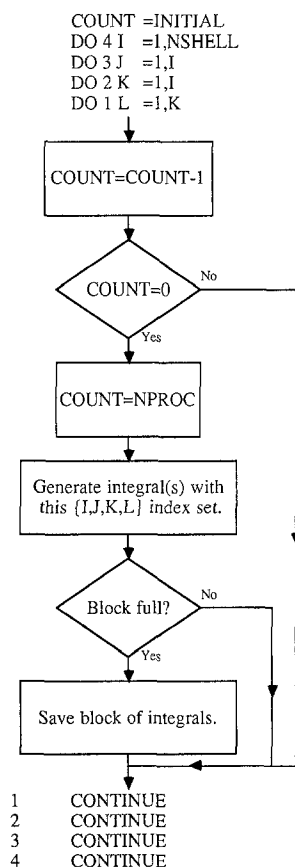 COUNT =INITIAL
DO 4 I =1,NSHELL
DO 3 J =1,I
DO 2 K =1,I
DO 1 L =1,K
COUNT=COUNT-1
COUNT=0
No
Yes
COUNT=NPROC
Generate integral(s) with
this {I,J,K,L} index set.
Block full?
No
Yes
Save block of integrals.
1 CONTINUE
2 CONTINUE
3 CONTINUE
4 CONTINUE